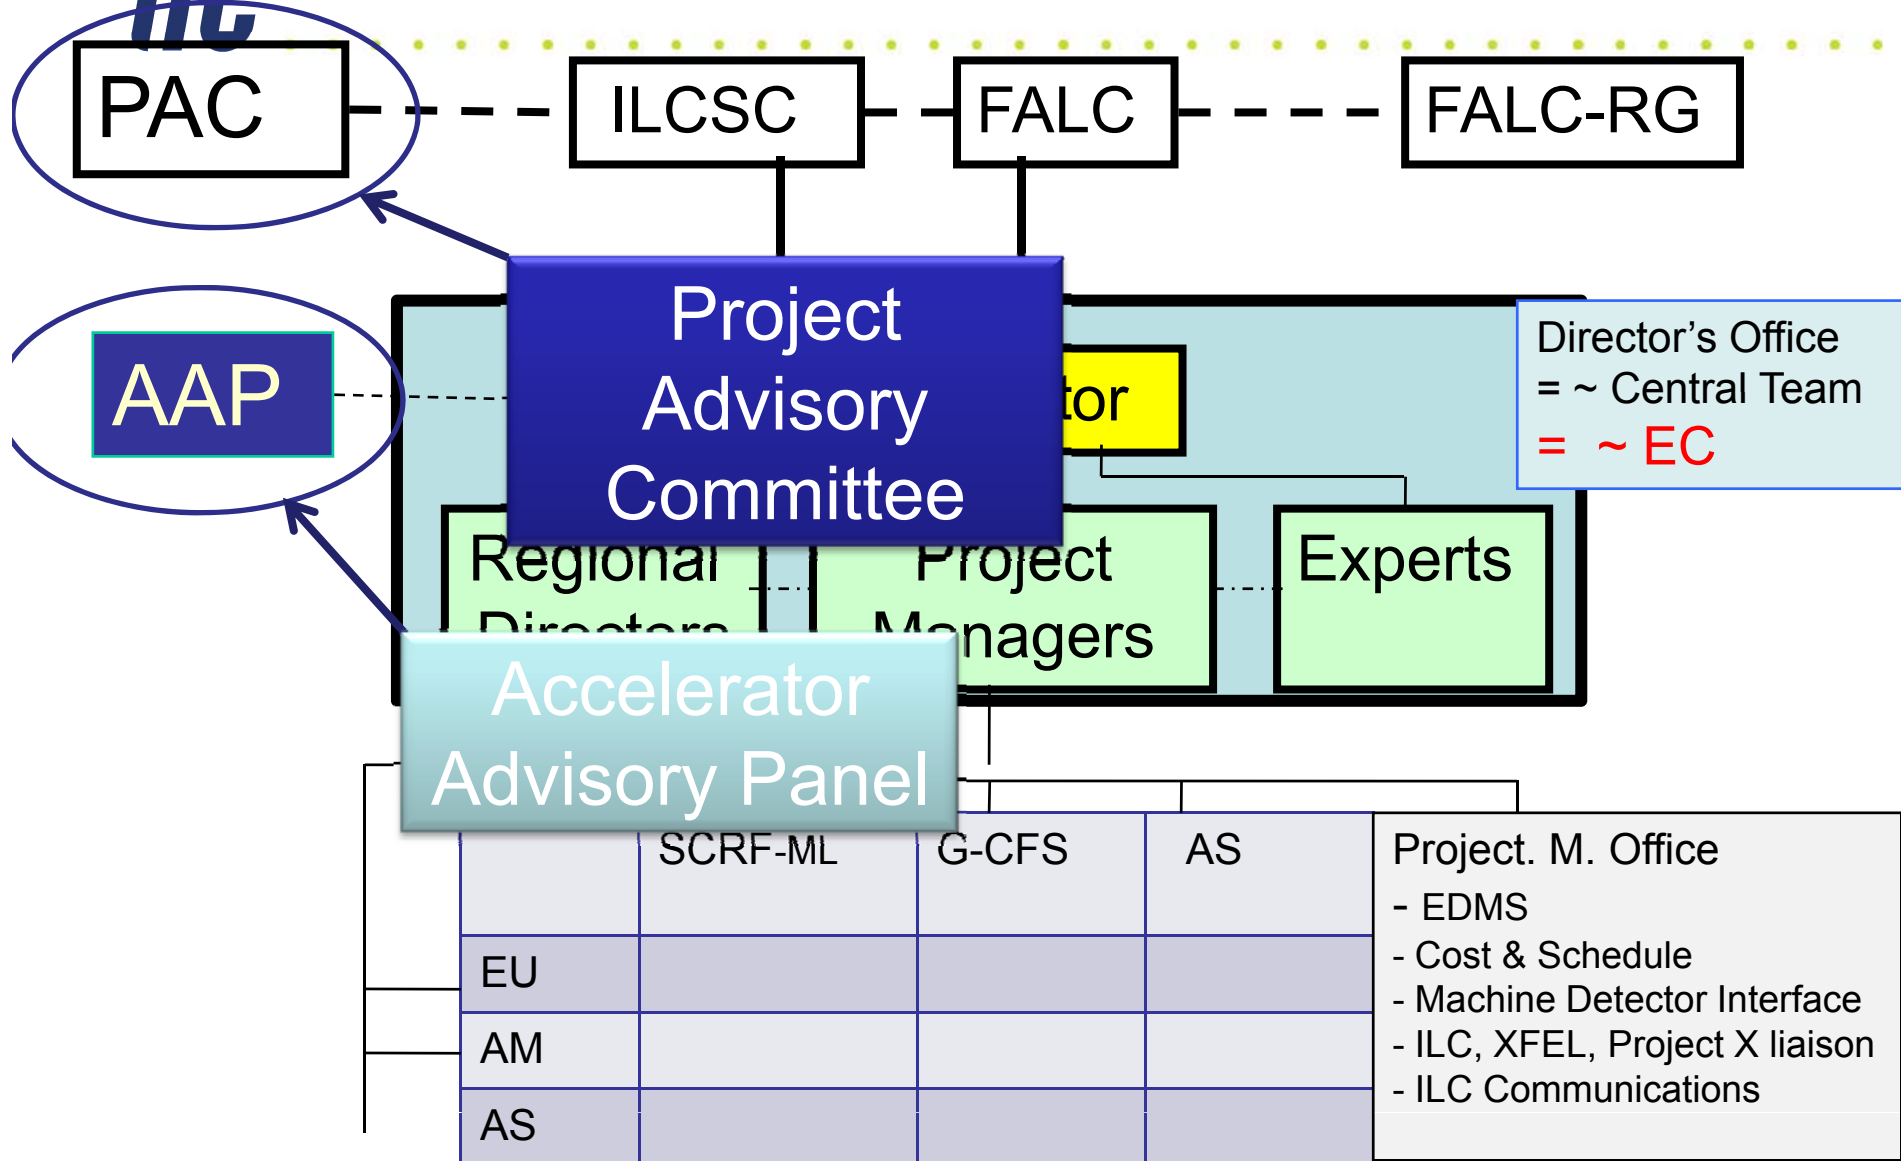 ilc
PAC
ILCSC
FALC
FALC-RG
Project
Advisory
Committee
AAP
tor
Director's Office
= ~ Central Team
= ~ EC
Regional
Directors
Project
Managers
Experts
Accelerator
Advisory Panel
SCRF-ML
G-CFS
AS
EU
AM
AS
Project. M. Office
- EDMS
- Cost & Schedule
- Machine Detector Interface
- ILC, XFEL, Project X liaison
- ILC Communications